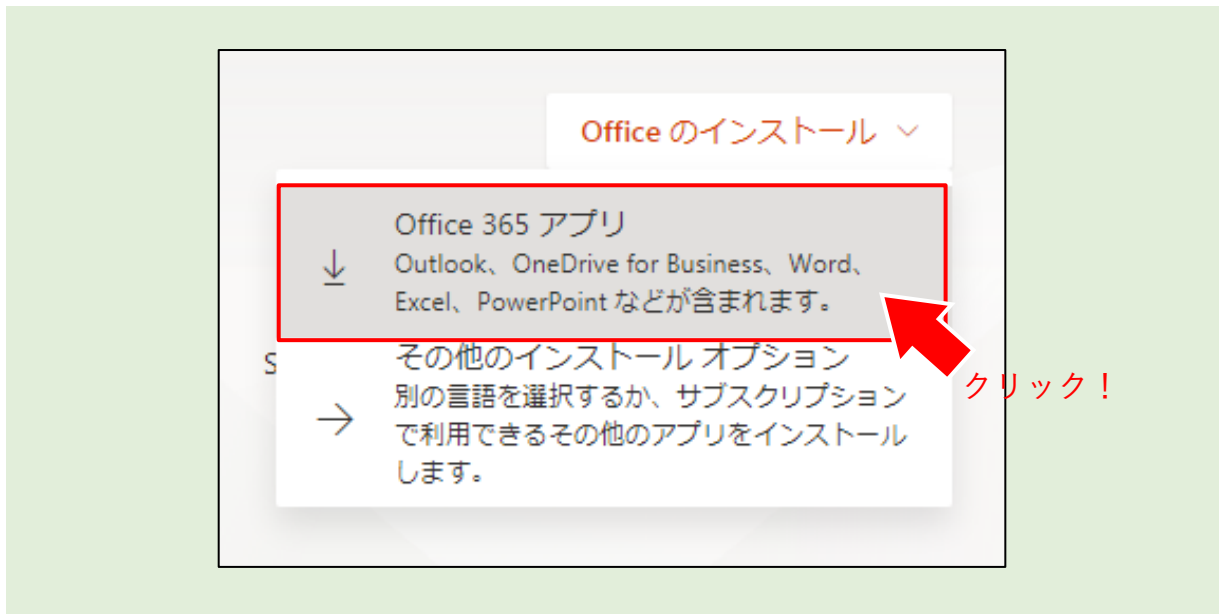 Office のインストール
Office 365 アプリ
Outlook、OneDrive for Business、Word、
Excel、PowerPoint などが含まれます。
その他のインストール オプション
別の言語を選択するか、サブスクリプション
で利用できるその他のアプリをインストール
します。
クリック！
S